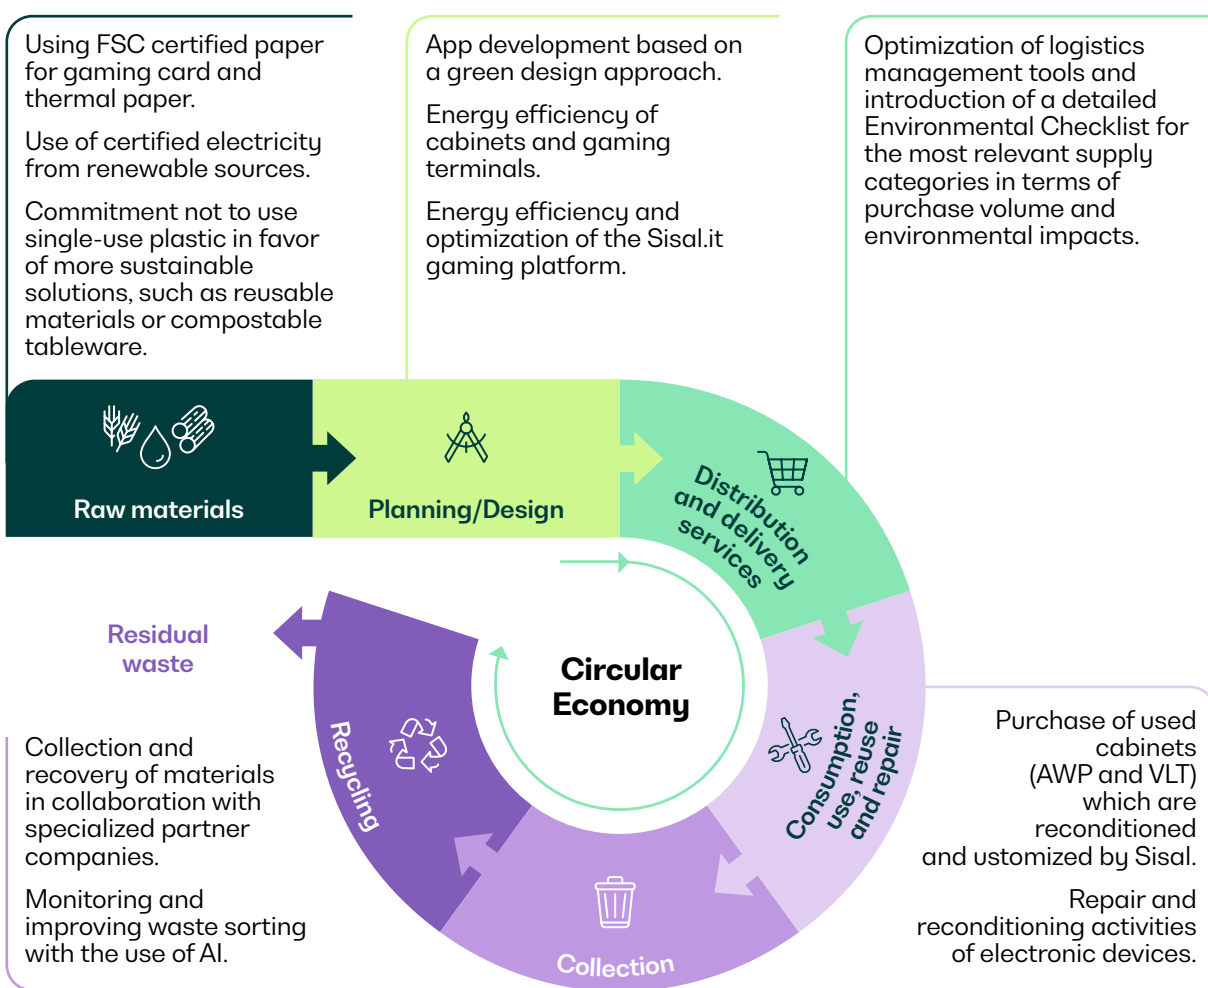 Using FSC certified paper
for gaming card and
thermal paper.
Use of certified electricity
from renewable sources.
Commitment not to use
single-use plastic in favor
of more sustainable
solutions, such as reusable
materials or compostable
tableware.
App development based on
a green design approach.
Energy efficiency of
cabinets and gaming
terminals.
Energy efficiency and
optimization of the Sisal.it
gaming platform.
Optimization of logistics
management tools and
introduction of a detailed
Environmental Checklist for
the most relevant supply
categories in terms of
purchase volume and
environmental impacts.
Raw materials
Planning/Design
Distribution
and delivery
services
Consumption,
use, reuse
and repair
Collection
Recycling
Residual
waste
Circular
Economy
Purchase of used
cabinets
(AWP and VLT)
which are
reconditioned
and ustomized by Sisal.
Repair and
reconditioning activities
of electronic devices.
Collection and
recovery of materials
in collaboration with
specialized partner
companies.
Monitoring and
improving waste sorting
with the use of AI.